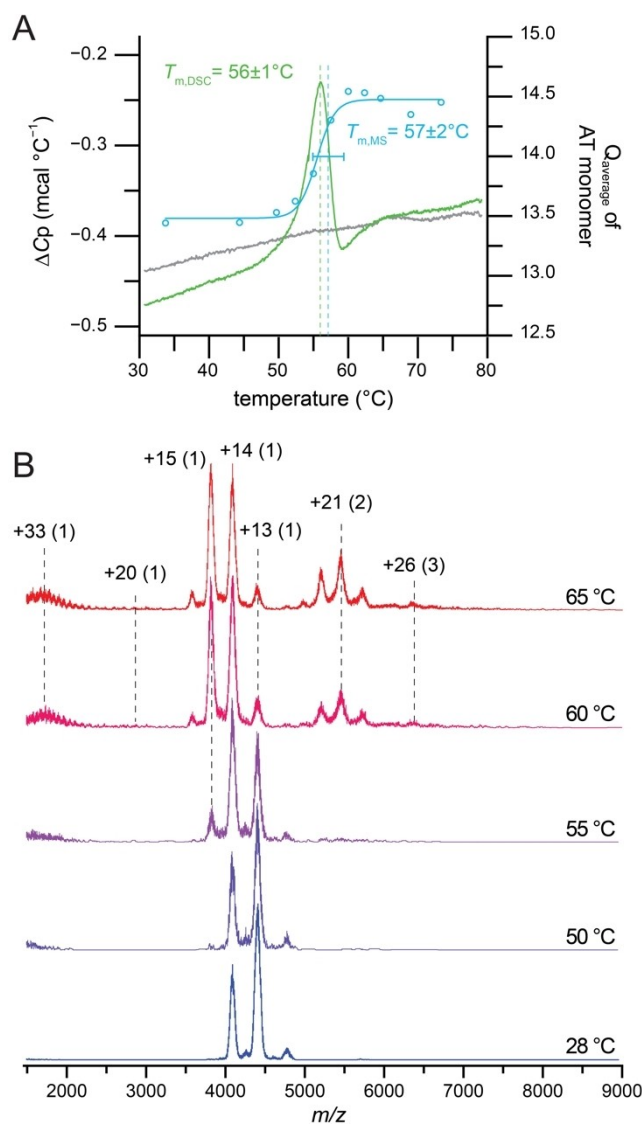 A
T m,DSC = 56±1°C
T m,MS = 57±2°C
−0.2
−0.3
−0.4
−0.5
ΔCp (mcal °C⁻¹)
15.0
14.5
14.0
13.5
13.0
12.5
Qaverage of
AT monomer
30 40 50 60 70 80
temperature (°C)
B
+33 (1)
+20 (1)
+15 (1)
+14 (1)
+13 (1)
+21 (2)
+26 (3)
65 °C
60 °C
55 °C
50 °C
28 °C
2000 3000 4000 5000 6000 7000 8000 9000
m/z